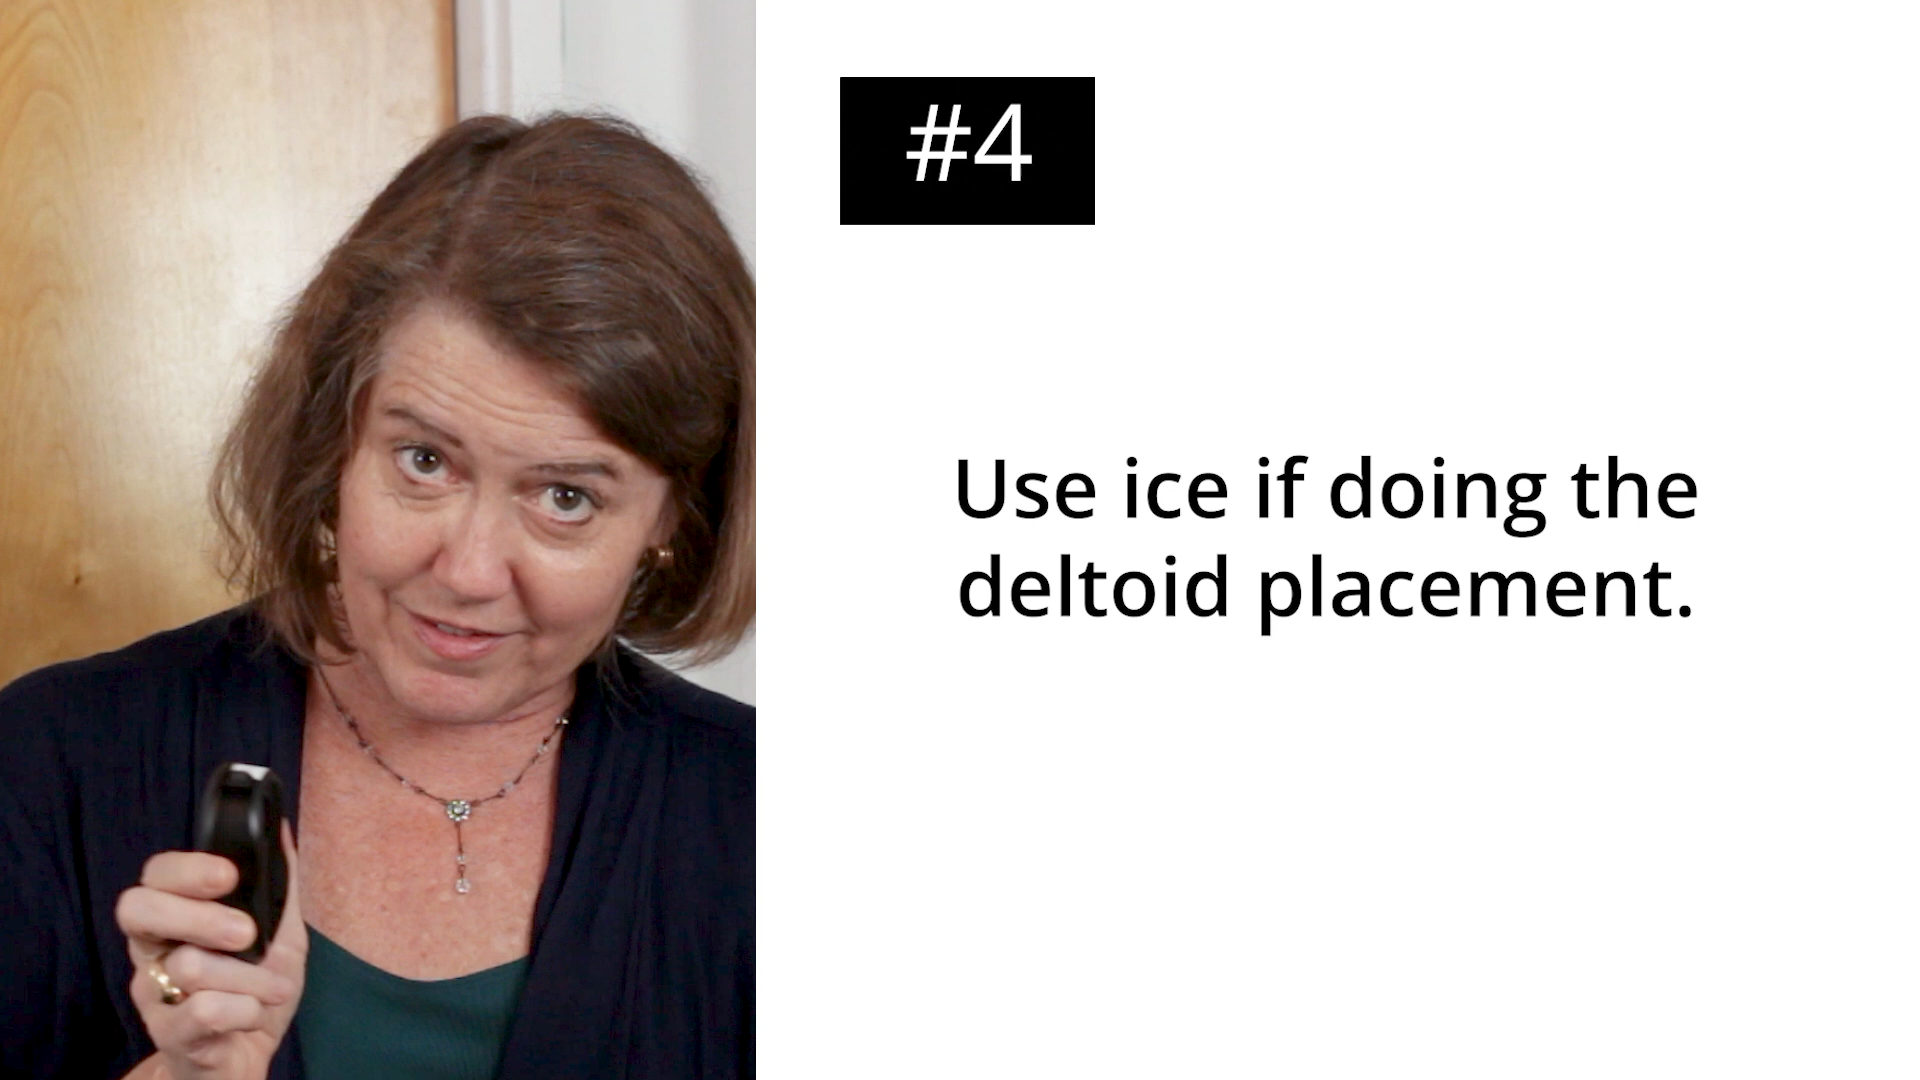 #4
Use ice if doing the
deltoid placement.